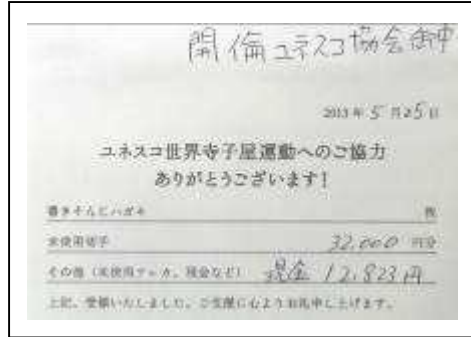 開倫ユネスコ協会御中
2013年5月25日
ユネスコ世界寺子屋運動へのご協力
ありがとうございます!
書きそんじハガキ 枚
未使用切手 32,000 円分
その他(未使用テレカ、現金など) 現金 12,823円
上記、受領いたしました。ご支援に心よりお礼申し上げます。